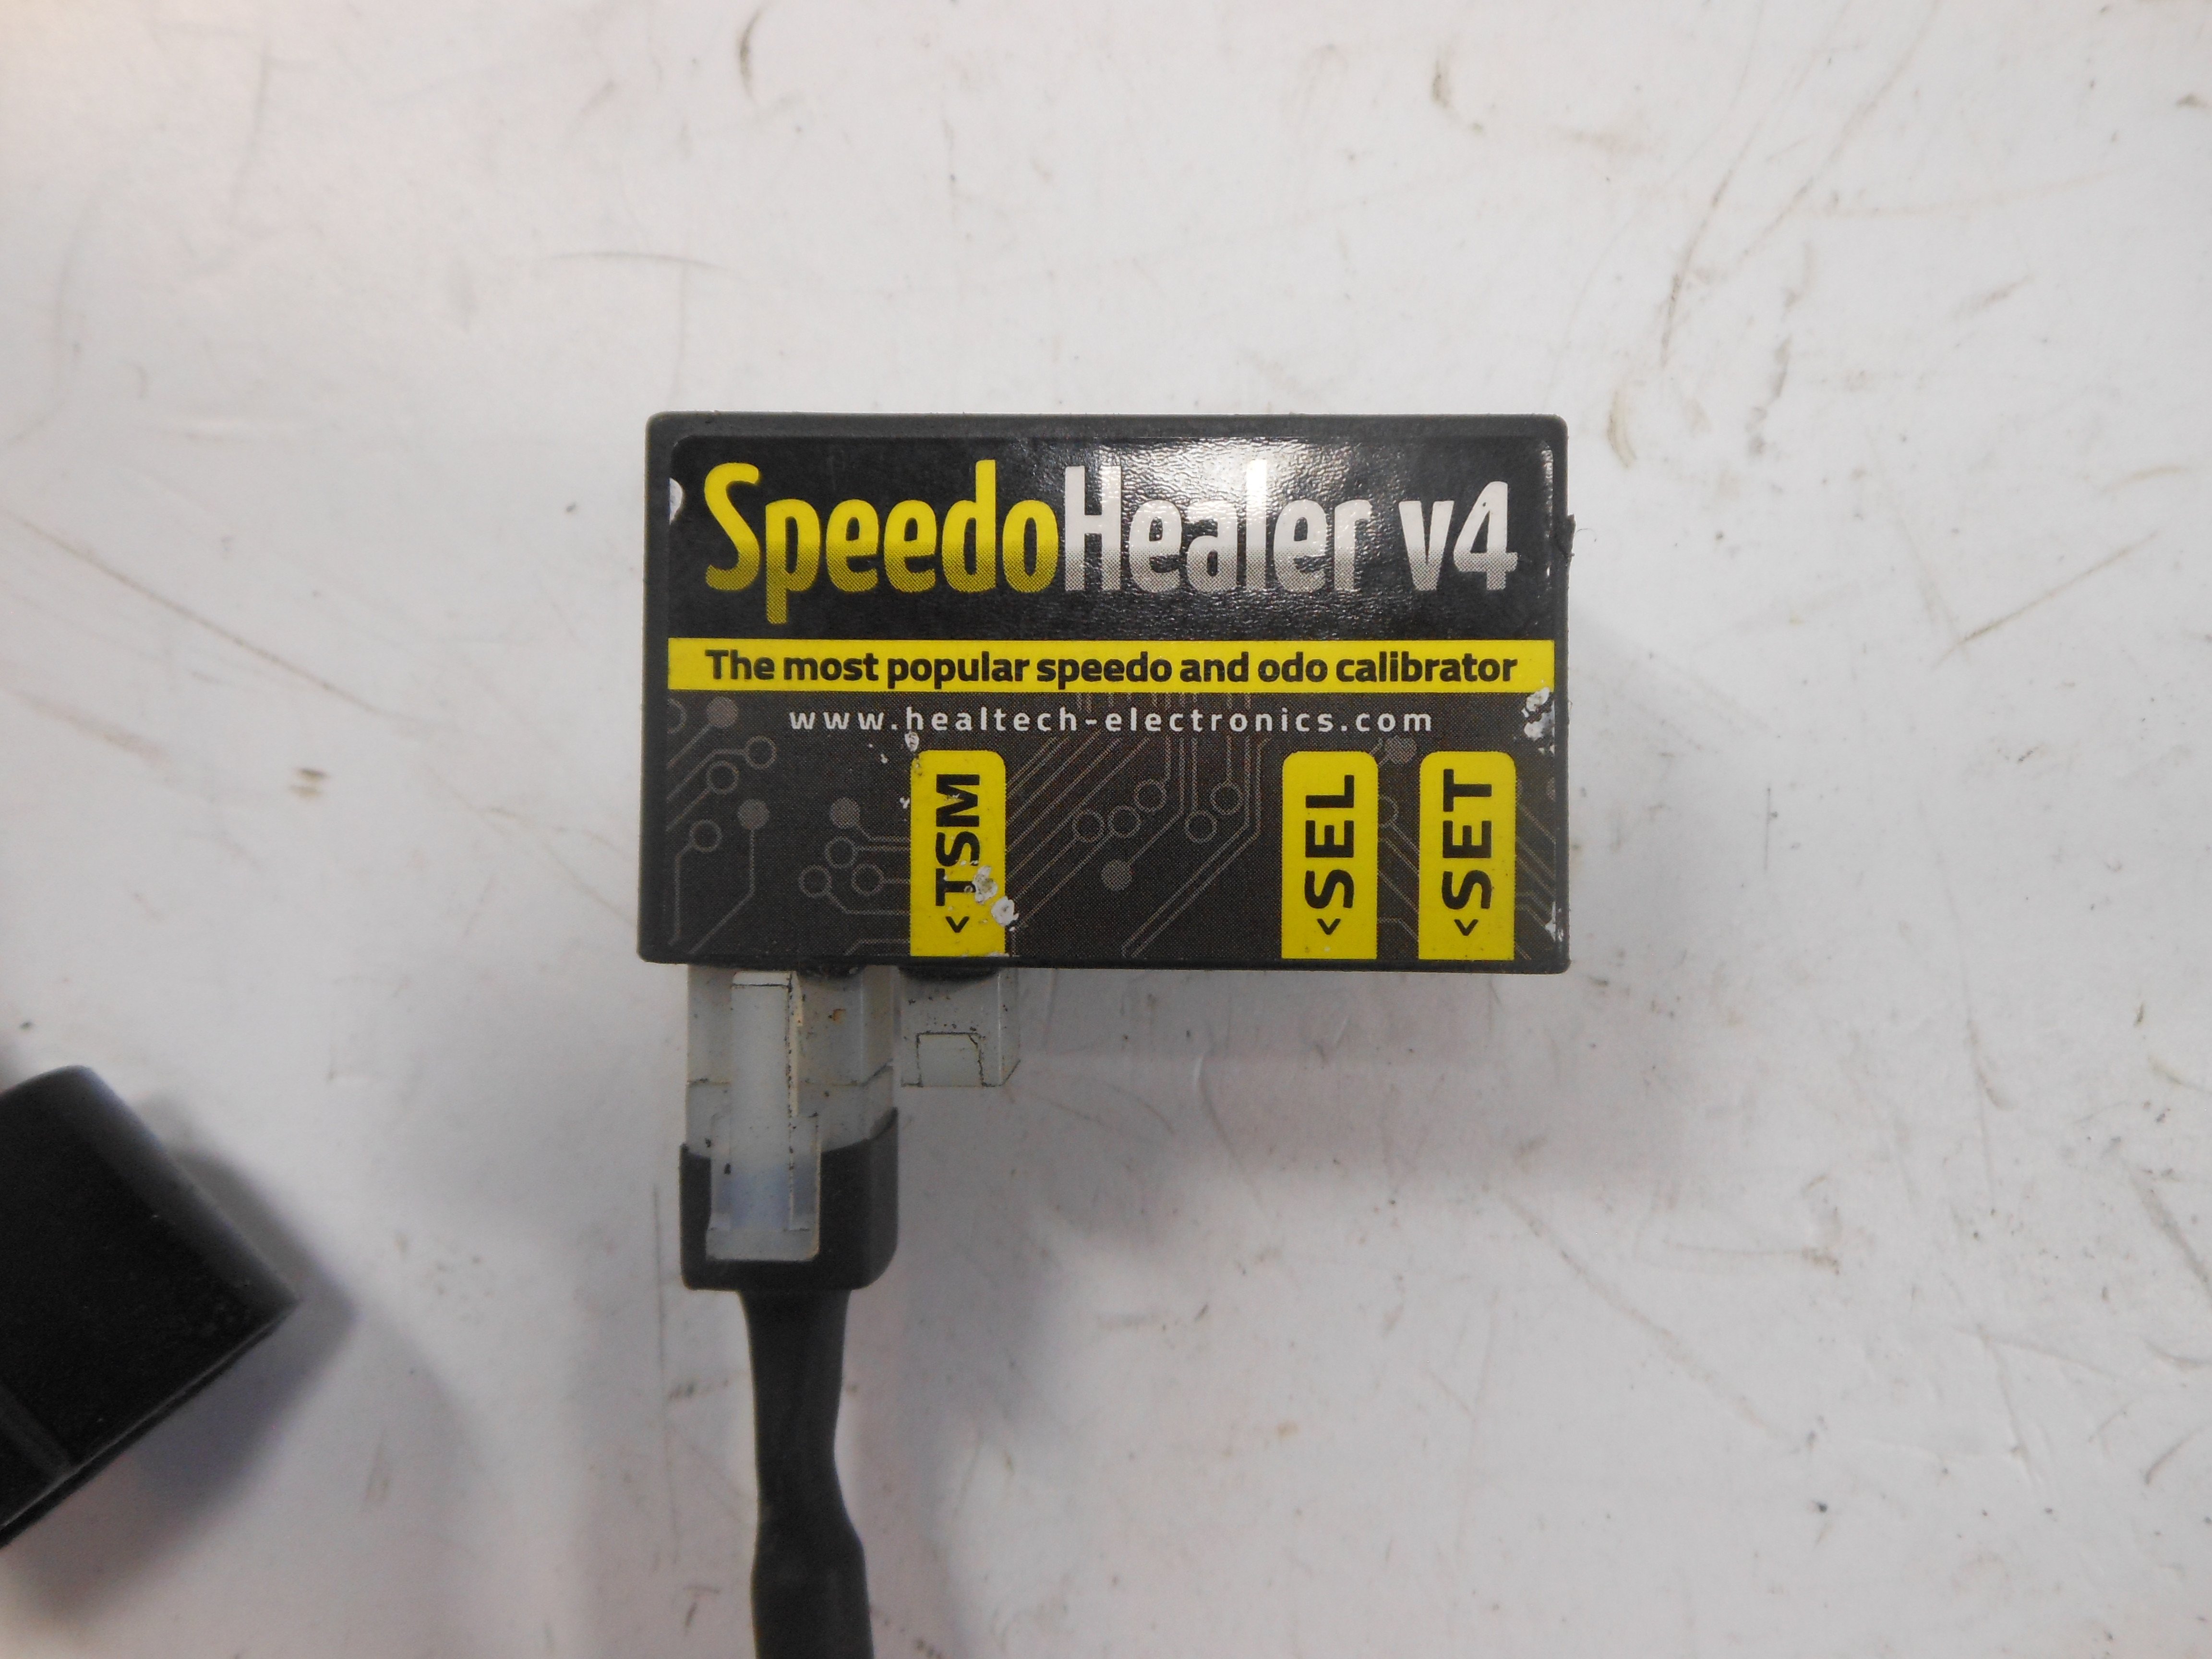 SpeedoHealer v4
The most popular speedo and odo calibrator
www.healtech-electronics.com
<TSM
<SEL
<SET